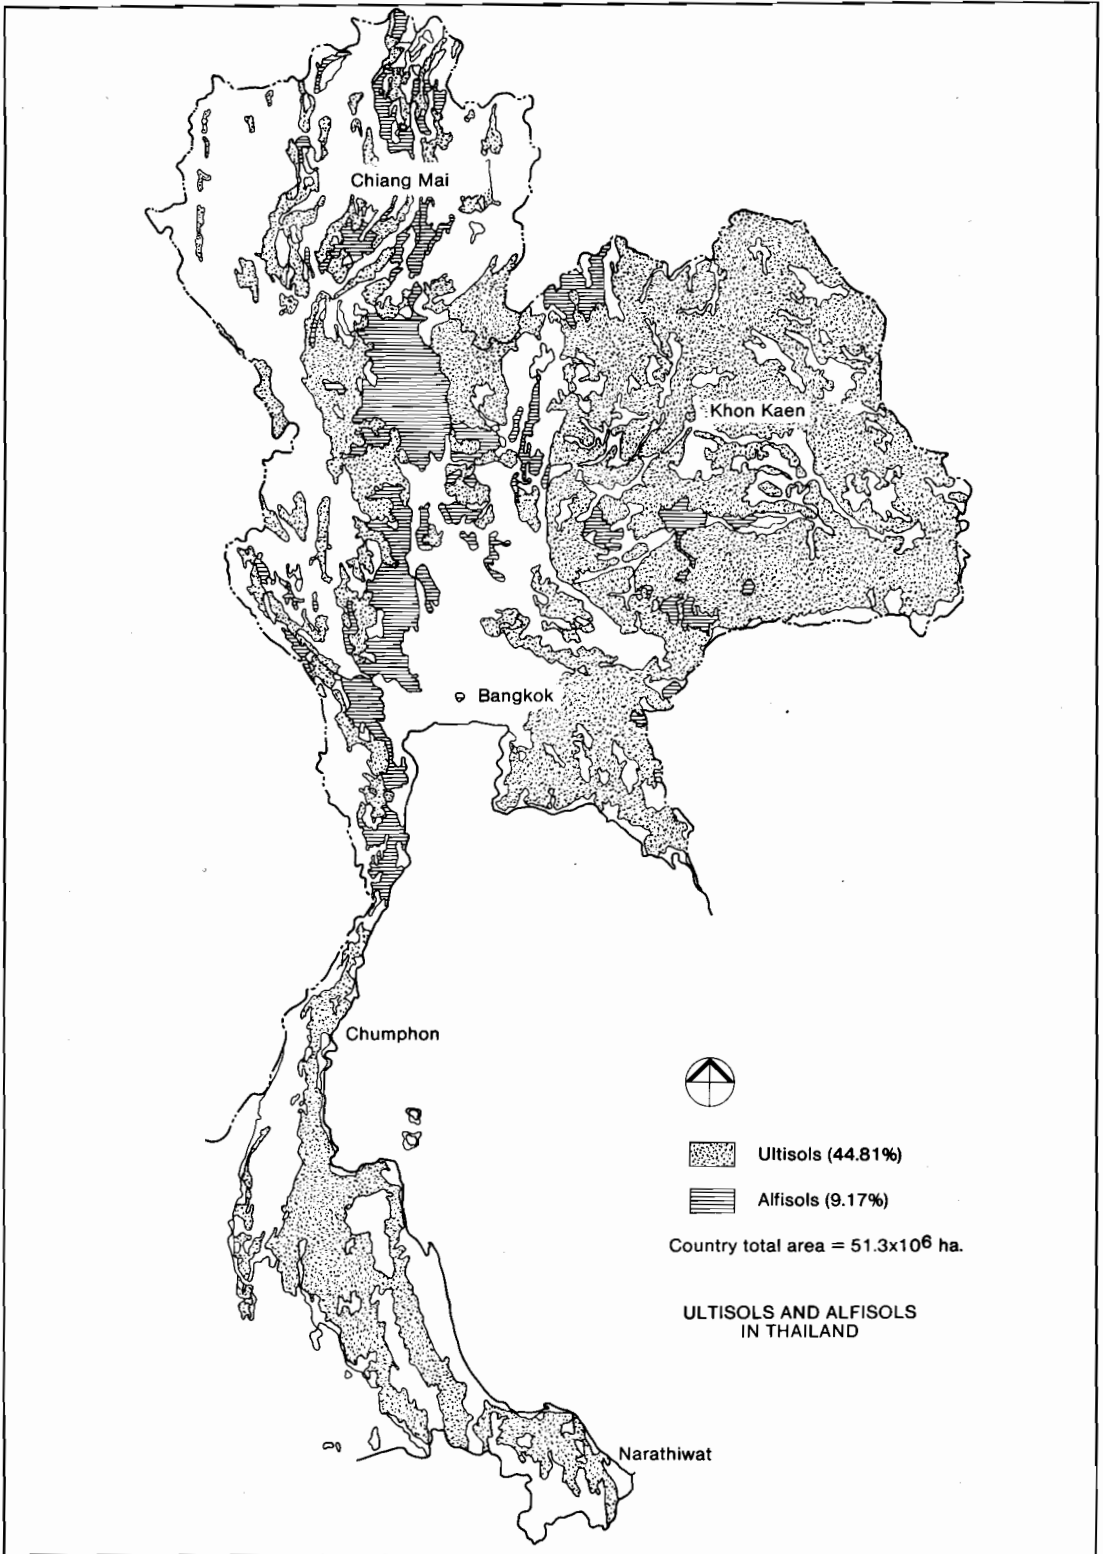 Chiang Mai
Khon Kaen
Bangkok
Chumphon
Ultisols (44.81%)
Alfisols (9.17%)
Country total area = 51.3x10⁶ ha.
ULTISOLS AND ALFISOLS
IN THAILAND
Narathiwat